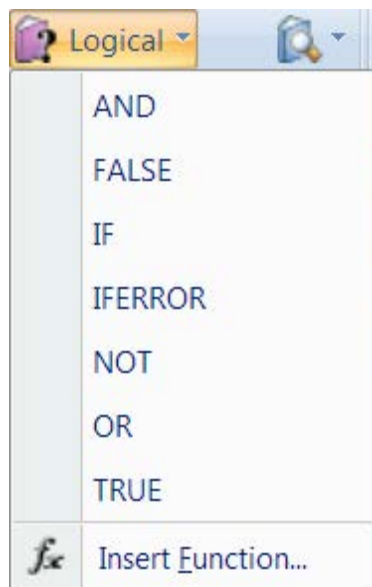 Logical
AND
FALSE
IF
IFERROR
NOT
OR
TRUE
fx Insert Function...